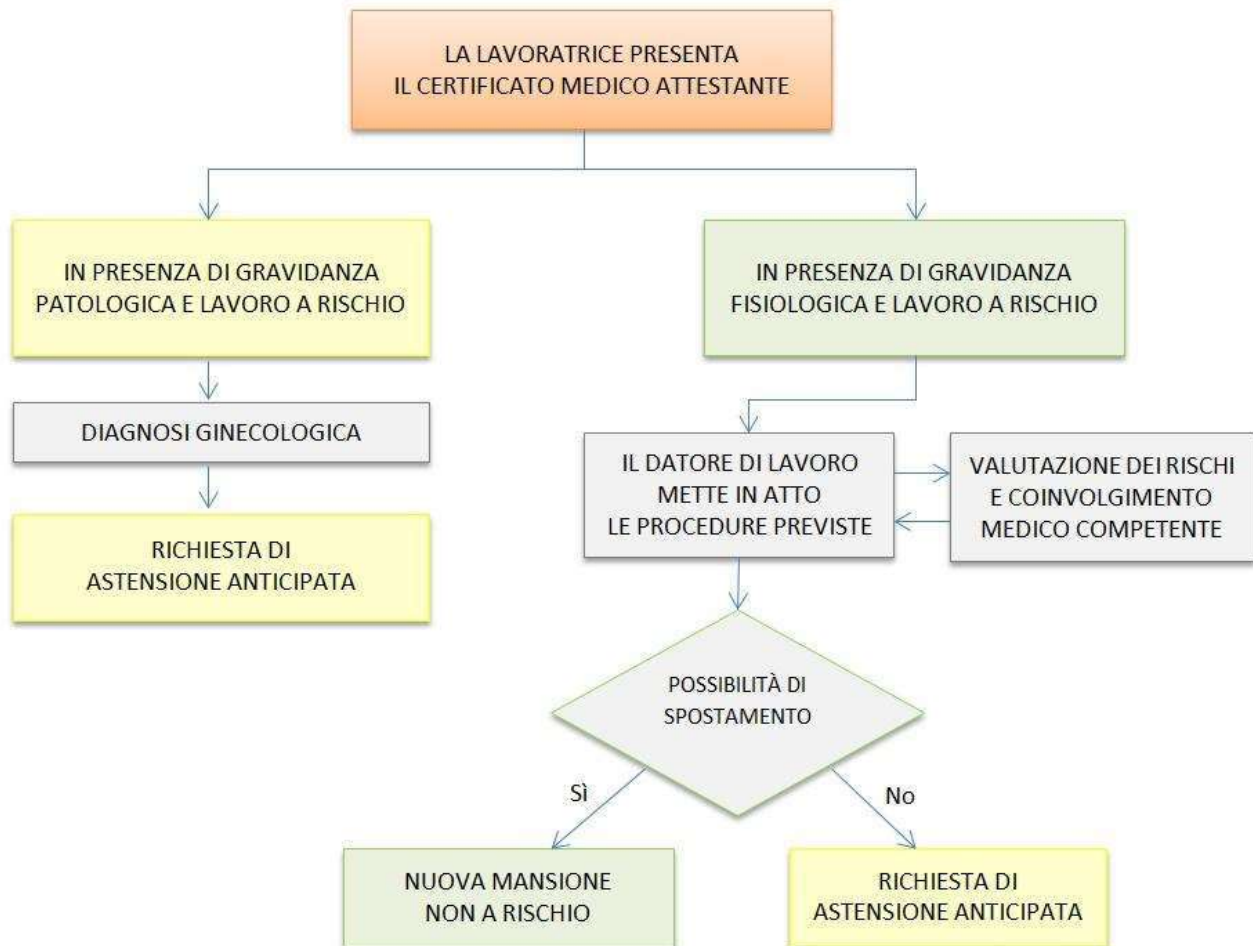 LA LAVORATRICE PRESENTA
IL CERTIFICATO MEDICO ATTESTANTE
IN PRESENZA DI GRAVIDANZA
PATOLOGICA E LAVORO A RISCHIO
IN PRESENZA DI GRAVIDANZA
FISIOLOGICA E LAVORO A RISCHIO
DIAGNOSI GINECOLOGICA
RICHIESTA DI
ASTENSIONE ANTICIPATA
IL DATORE DI LAVORO
METTE IN ATTO
LE PROCEDURE PREVISTE
VALUTAZIONE DEI RISCHI
E COINVOLGIMENTO
MEDICO COMPETENTE
POSSIBILITÀ DI
SPOSTAMENTO
Sì
No
NUOVA MANSIONE
NON A RISCHIO
RICHIESTA DI
ASTENSIONE ANTICIPATA